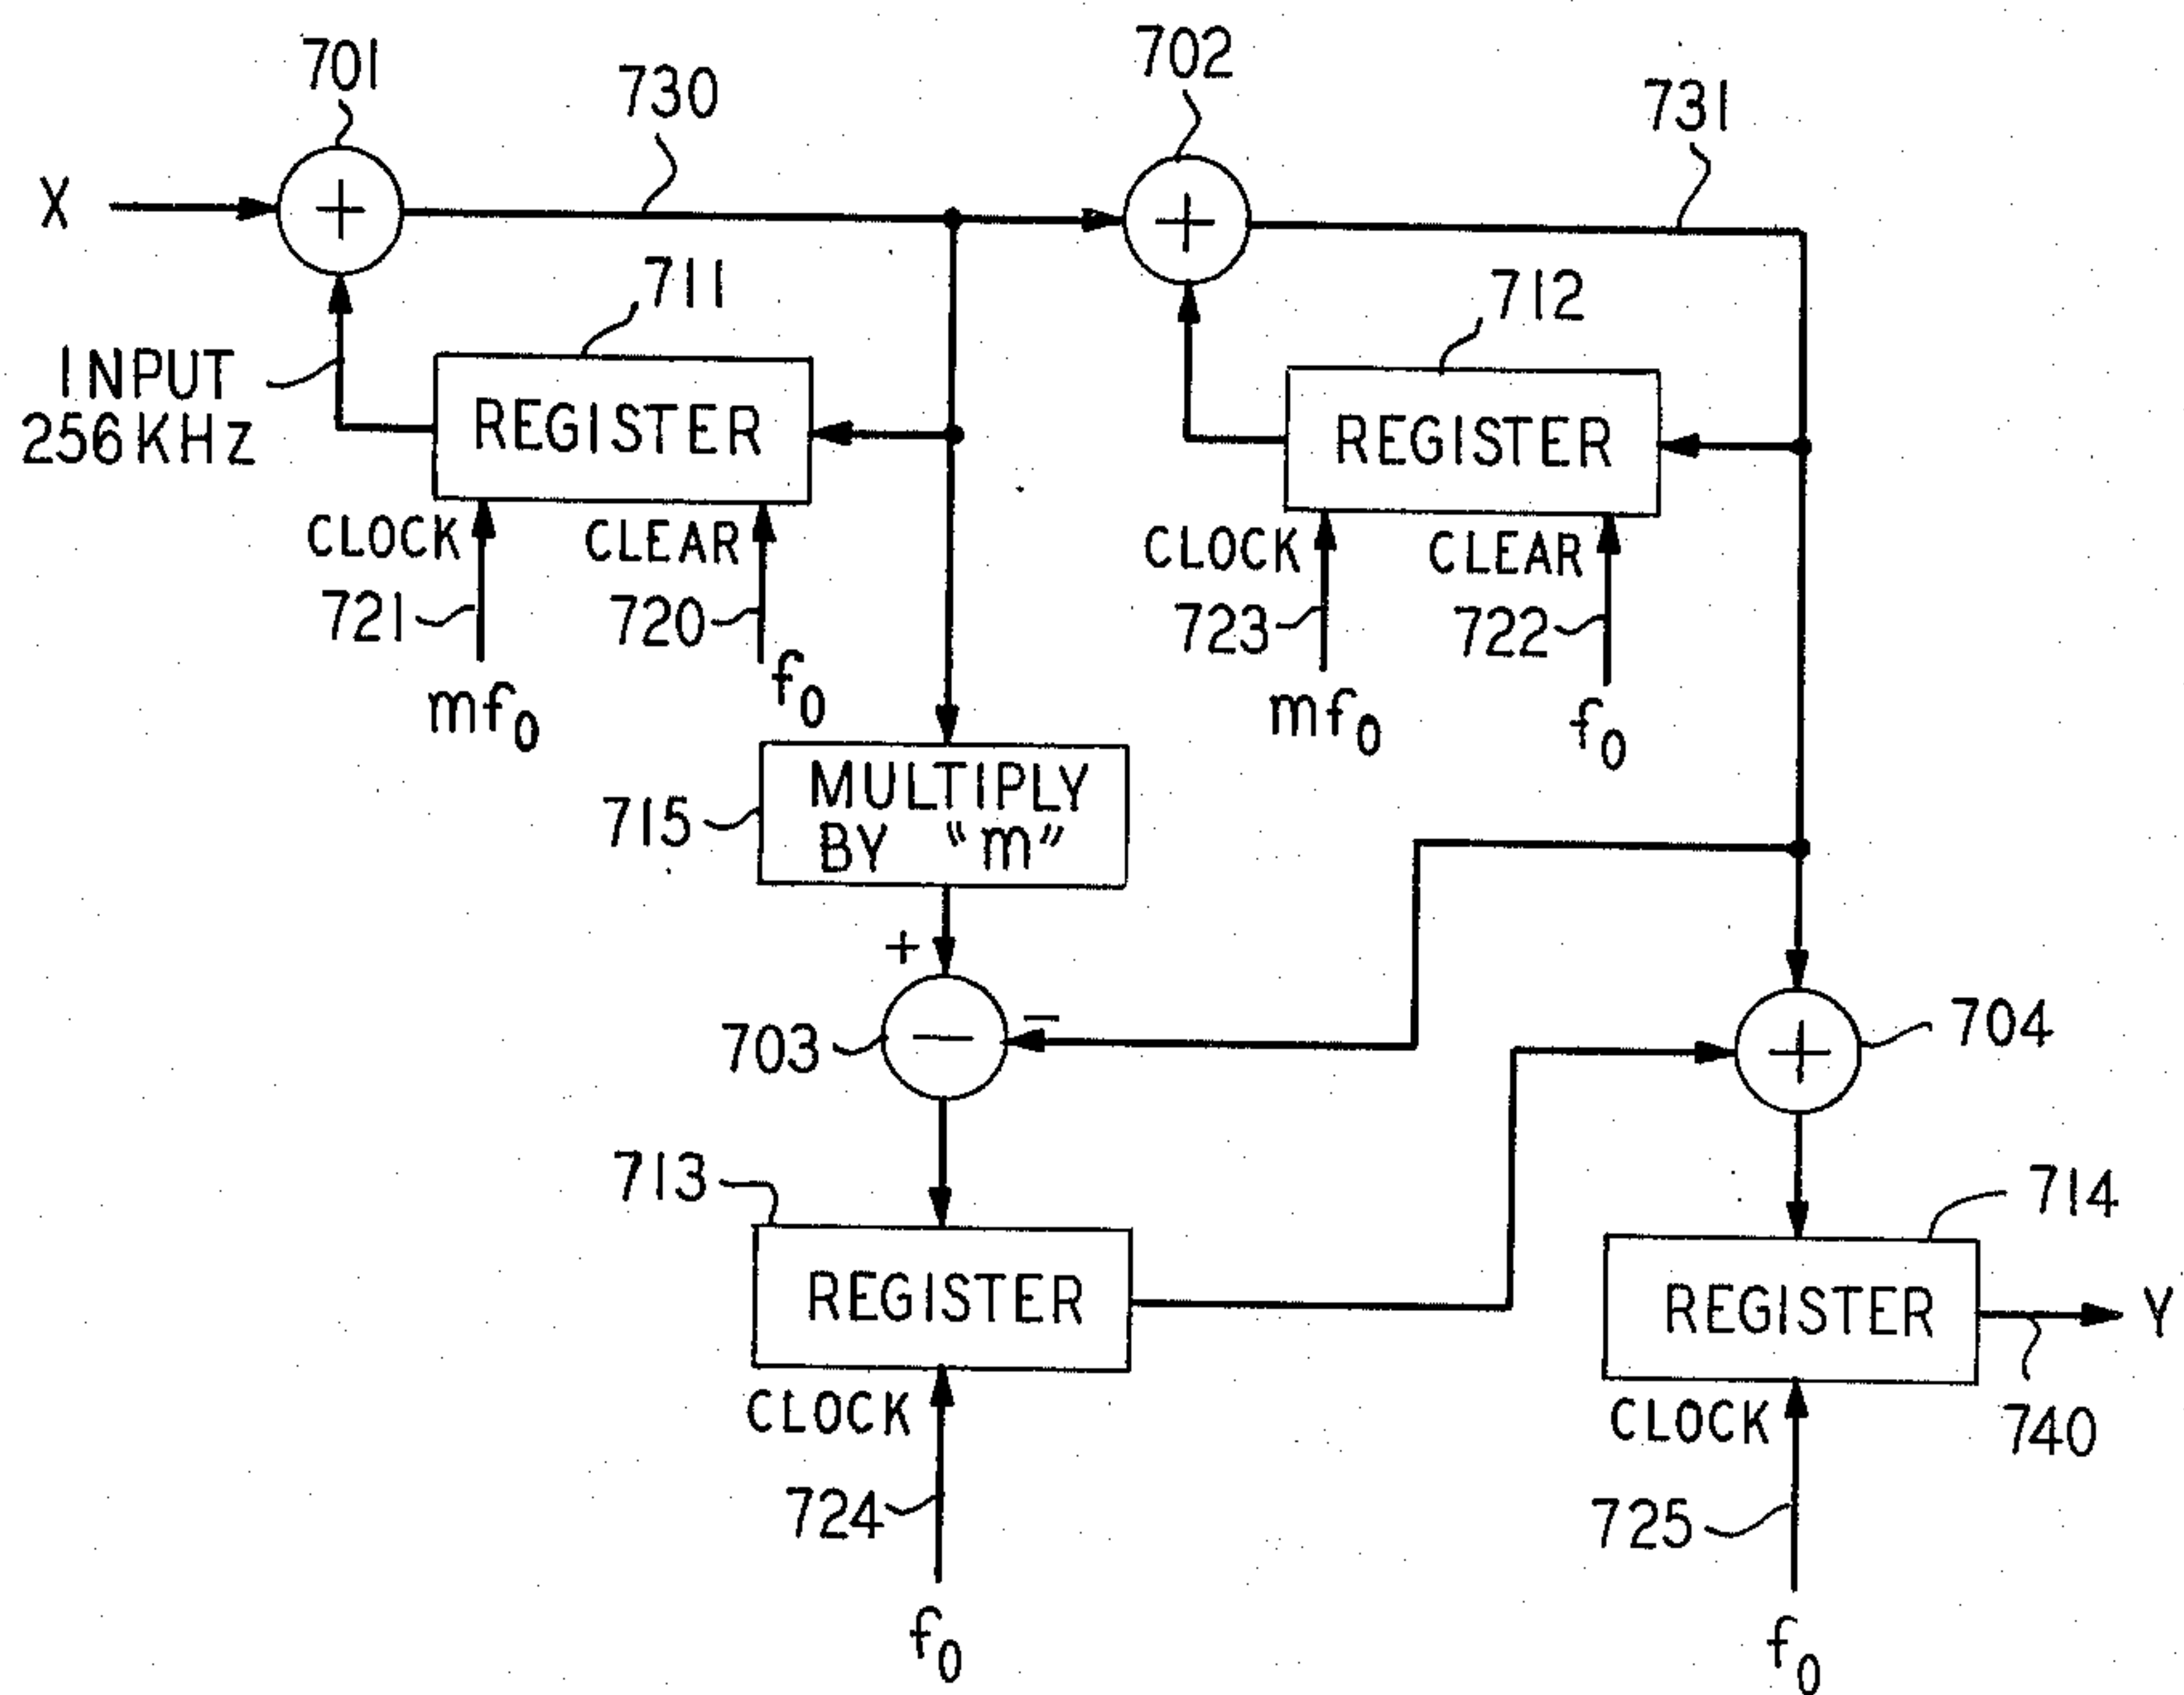 701
730
702
731
X
+
+
711
712
INPUT
256 KHz
REGISTER
REGISTER
CLOCK
CLEAR
CLOCK
CLEAR
721
720
723
722
mf0
f0
mf0
f0
MULTIPLY
BY "m"
715
+
−
703
−
+
704
713
714
REGISTER
REGISTER
Y
CLOCK
CLOCK
740
724
725
f0
f0